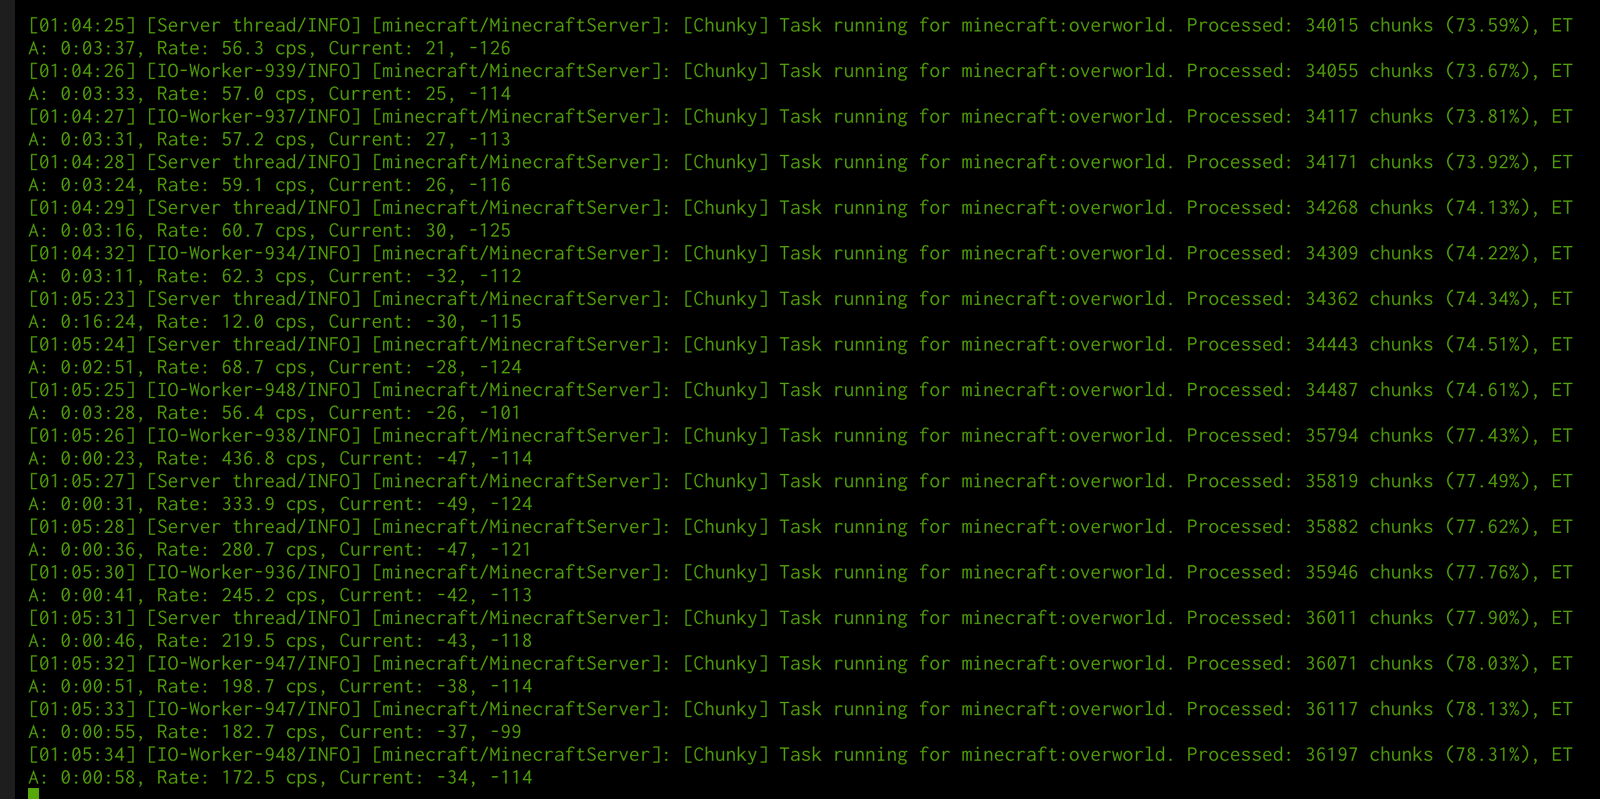 [01:04:25] [Server thread/INFO] [minecraft/MinecraftServer]: [Chunky] Task running for minecraft:overworld. Processed: 34015 chunks (73.59%), ET
A: 0:03:37, Rate: 56.3 cps, Current: 21, -126
[01:04:26] [IO-Worker-939/INFO] [minecraft/MinecraftServer]: [Chunky] Task running for minecraft:overworld. Processed: 34055 chunks (73.67%), ET
A: 0:03:33, Rate: 57.0 cps, Current: 25, -114
[01:04:27] [IO-Worker-937/INFO] [minecraft/MinecraftServer]: [Chunky] Task running for minecraft:overworld. Processed: 34117 chunks (73.81%), ET
A: 0:03:31, Rate: 57.2 cps, Current: 27, -113
[01:04:28] [Server thread/INFO] [minecraft/MinecraftServer]: [Chunky] Task running for minecraft:overworld. Processed: 34171 chunks (73.92%), ET
A: 0:03:24, Rate: 59.1 cps, Current: 26, -116
[01:04:29] [Server thread/INFO] [minecraft/MinecraftServer]: [Chunky] Task running for minecraft:overworld. Processed: 34268 chunks (74.13%), ET
A: 0:03:16, Rate: 60.7 cps, Current: 30, -125
[01:04:32] [IO-Worker-934/INFO] [minecraft/MinecraftServer]: [Chunky] Task running for minecraft:overworld. Processed: 34309 chunks (74.22%), ET
A: 0:03:11, Rate: 62.3 cps, Current: -32, -112
[01:05:23] [Server thread/INFO] [minecraft/MinecraftServer]: [Chunky] Task running for minecraft:overworld. Processed: 34362 chunks (74.34%), ET
A: 0:16:24, Rate: 12.0 cps, Current: -30, -115
[01:05:24] [Server thread/INFO] [minecraft/MinecraftServer]: [Chunky] Task running for minecraft:overworld. Processed: 34443 chunks (74.51%), ET
A: 0:02:51, Rate: 68.7 cps, Current: -28, -124
[01:05:25] [IO-Worker-948/INFO] [minecraft/MinecraftServer]: [Chunky] Task running for minecraft:overworld. Processed: 34487 chunks (74.61%), ET
A: 0:03:28, Rate: 56.4 cps, Current: -26, -101
[01:05:26] [IO-Worker-938/INFO] [minecraft/MinecraftServer]: [Chunky] Task running for minecraft:overworld. Processed: 35794 chunks (77.43%), ET
A: 0:00:23, Rate: 436.8 cps, Current: -47, -114
[01:05:27] [Server thread/INFO] [minecraft/MinecraftServer]: [Chunky] Task running for minecraft:overworld. Processed: 35819 chunks (77.49%), ET
A: 0:00:31, Rate: 333.9 cps, Current: -49, -124
[01:05:28] [Server thread/INFO] [minecraft/MinecraftServer]: [Chunky] Task running for minecraft:overworld. Processed: 35882 chunks (77.62%), ET
A: 0:00:36, Rate: 280.7 cps, Current: -47, -121
[01:05:30] [IO-Worker-936/INFO] [minecraft/MinecraftServer]: [Chunky] Task running for minecraft:overworld. Processed: 35946 chunks (77.76%), ET
A: 0:00:41, Rate: 245.2 cps, Current: -42, -113
[01:05:31] [Server thread/INFO] [minecraft/MinecraftServer]: [Chunky] Task running for minecraft:overworld. Processed: 36011 chunks (77.90%), ET
A: 0:00:46, Rate: 219.5 cps, Current: -43, -118
[01:05:32] [IO-Worker-947/INFO] [minecraft/MinecraftServer]: [Chunky] Task running for minecraft:overworld. Processed: 36071 chunks (78.03%), ET
A: 0:00:51, Rate: 198.7 cps, Current: -38, -114
[01:05:33] [IO-Worker-947/INFO] [minecraft/MinecraftServer]: [Chunky] Task running for minecraft:overworld. Processed: 36117 chunks (78.13%), ET
A: 0:00:55, Rate: 182.7 cps, Current: -37, -99
[01:05:34] [IO-Worker-948/INFO] [minecraft/MinecraftServer]: [Chunky] Task running for minecraft:overworld. Processed: 36197 chunks (78.31%), ET
A: 0:00:58, Rate: 172.5 cps, Current: -34, -114